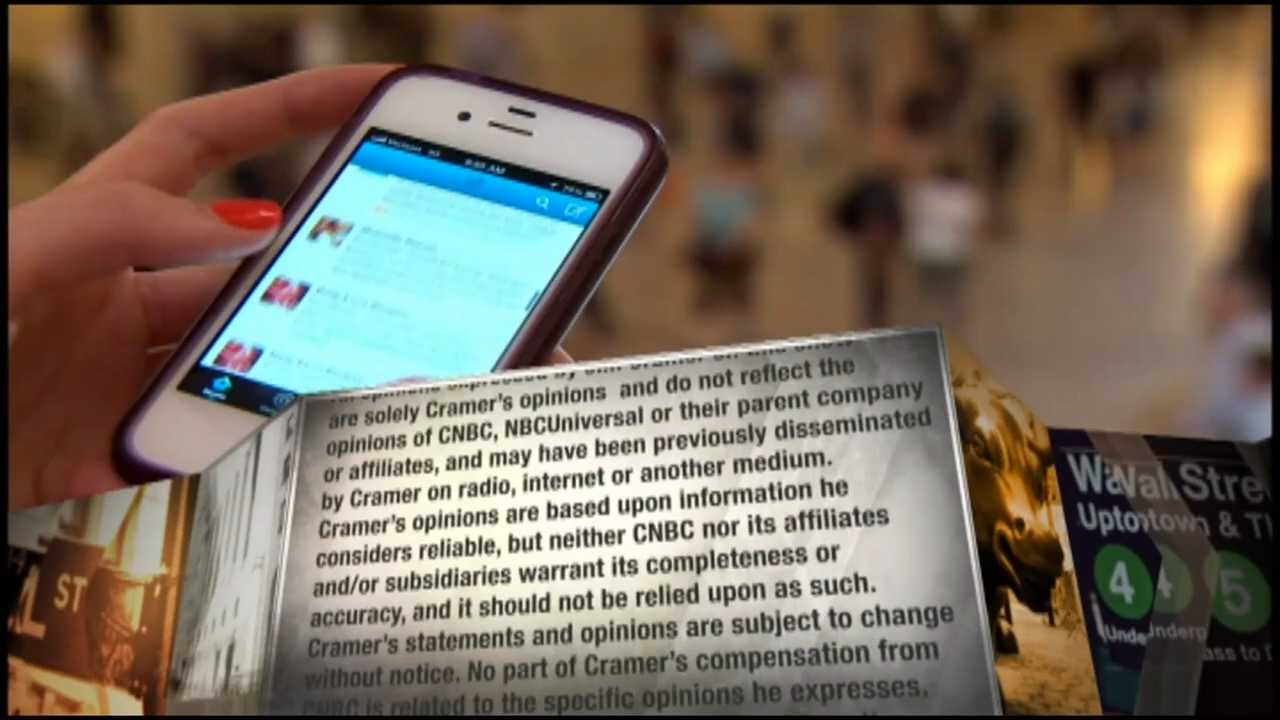 are solely Cramer's opinions and do not reflect the
opinions of CNBC, NBCUniversal or their parent company
or affiliates, and may have been previously disseminated
by Cramer on radio, internet or another medium.
Cramer's opinions are based upon information he
considers reliable, but neither CNBC nor its affiliates
and/or subsidiaries warrant its completeness or
accuracy, and it should not be relied upon as such.
Cramer's statements and opinions are subject to change
without notice. No part of Cramer's compensation from
CNBC is related to the specific opinions he expresses.
ST
Wall Stre
Uptown & T
4
4
5